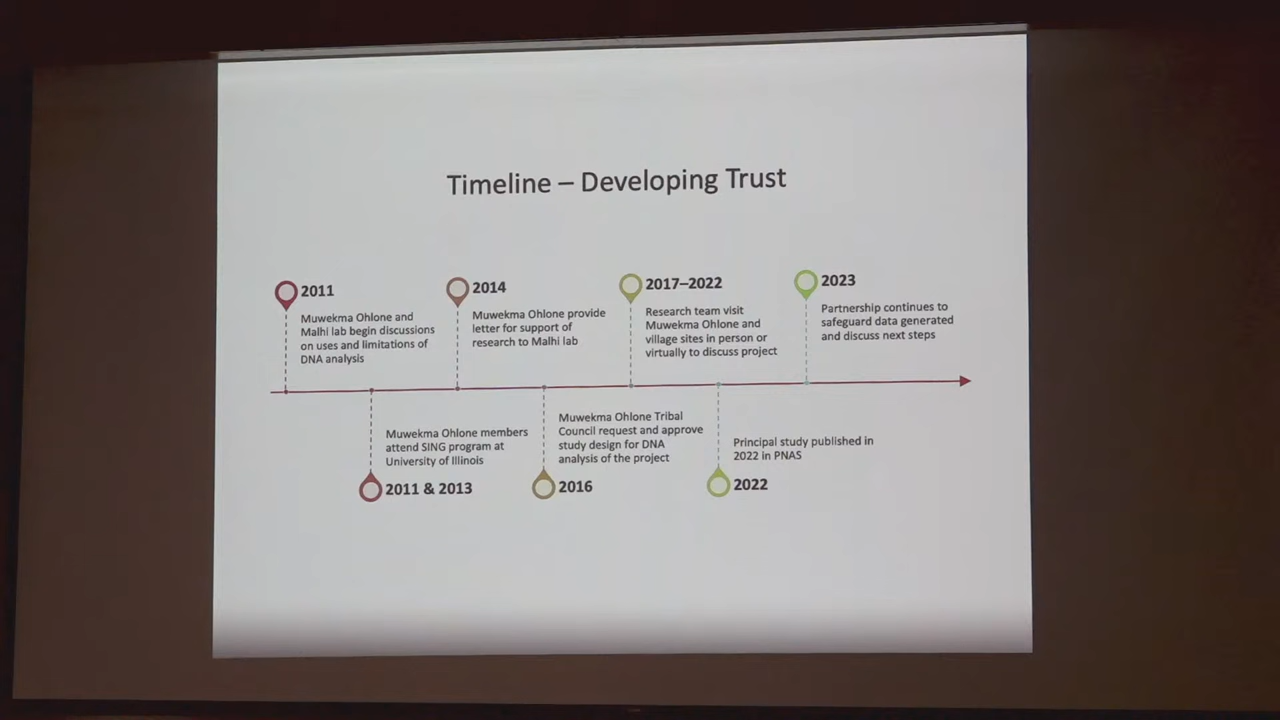 Timeline – Developing Trust
2011
Muwekma Ohlone and
Malhi lab begin discussions
on uses and limitations of
DNA analysis
Muwekma Ohlone members
attend SING program at
University of Illinois
2011 & 2013
2014
Muwekma Ohlone provide
letter for support of
research to Malhi lab
Muwekma Ohlone Tribal
Council request and approve
study design for DNA
analysis of the project
2016
2017–2022
Research team visit
Muwekma Ohlone and
village sites in person or
virtually to discuss project
Principal study published in
2022 in PNAS
2022
2023
Partnership continues to
safeguard data generated
and discuss next steps